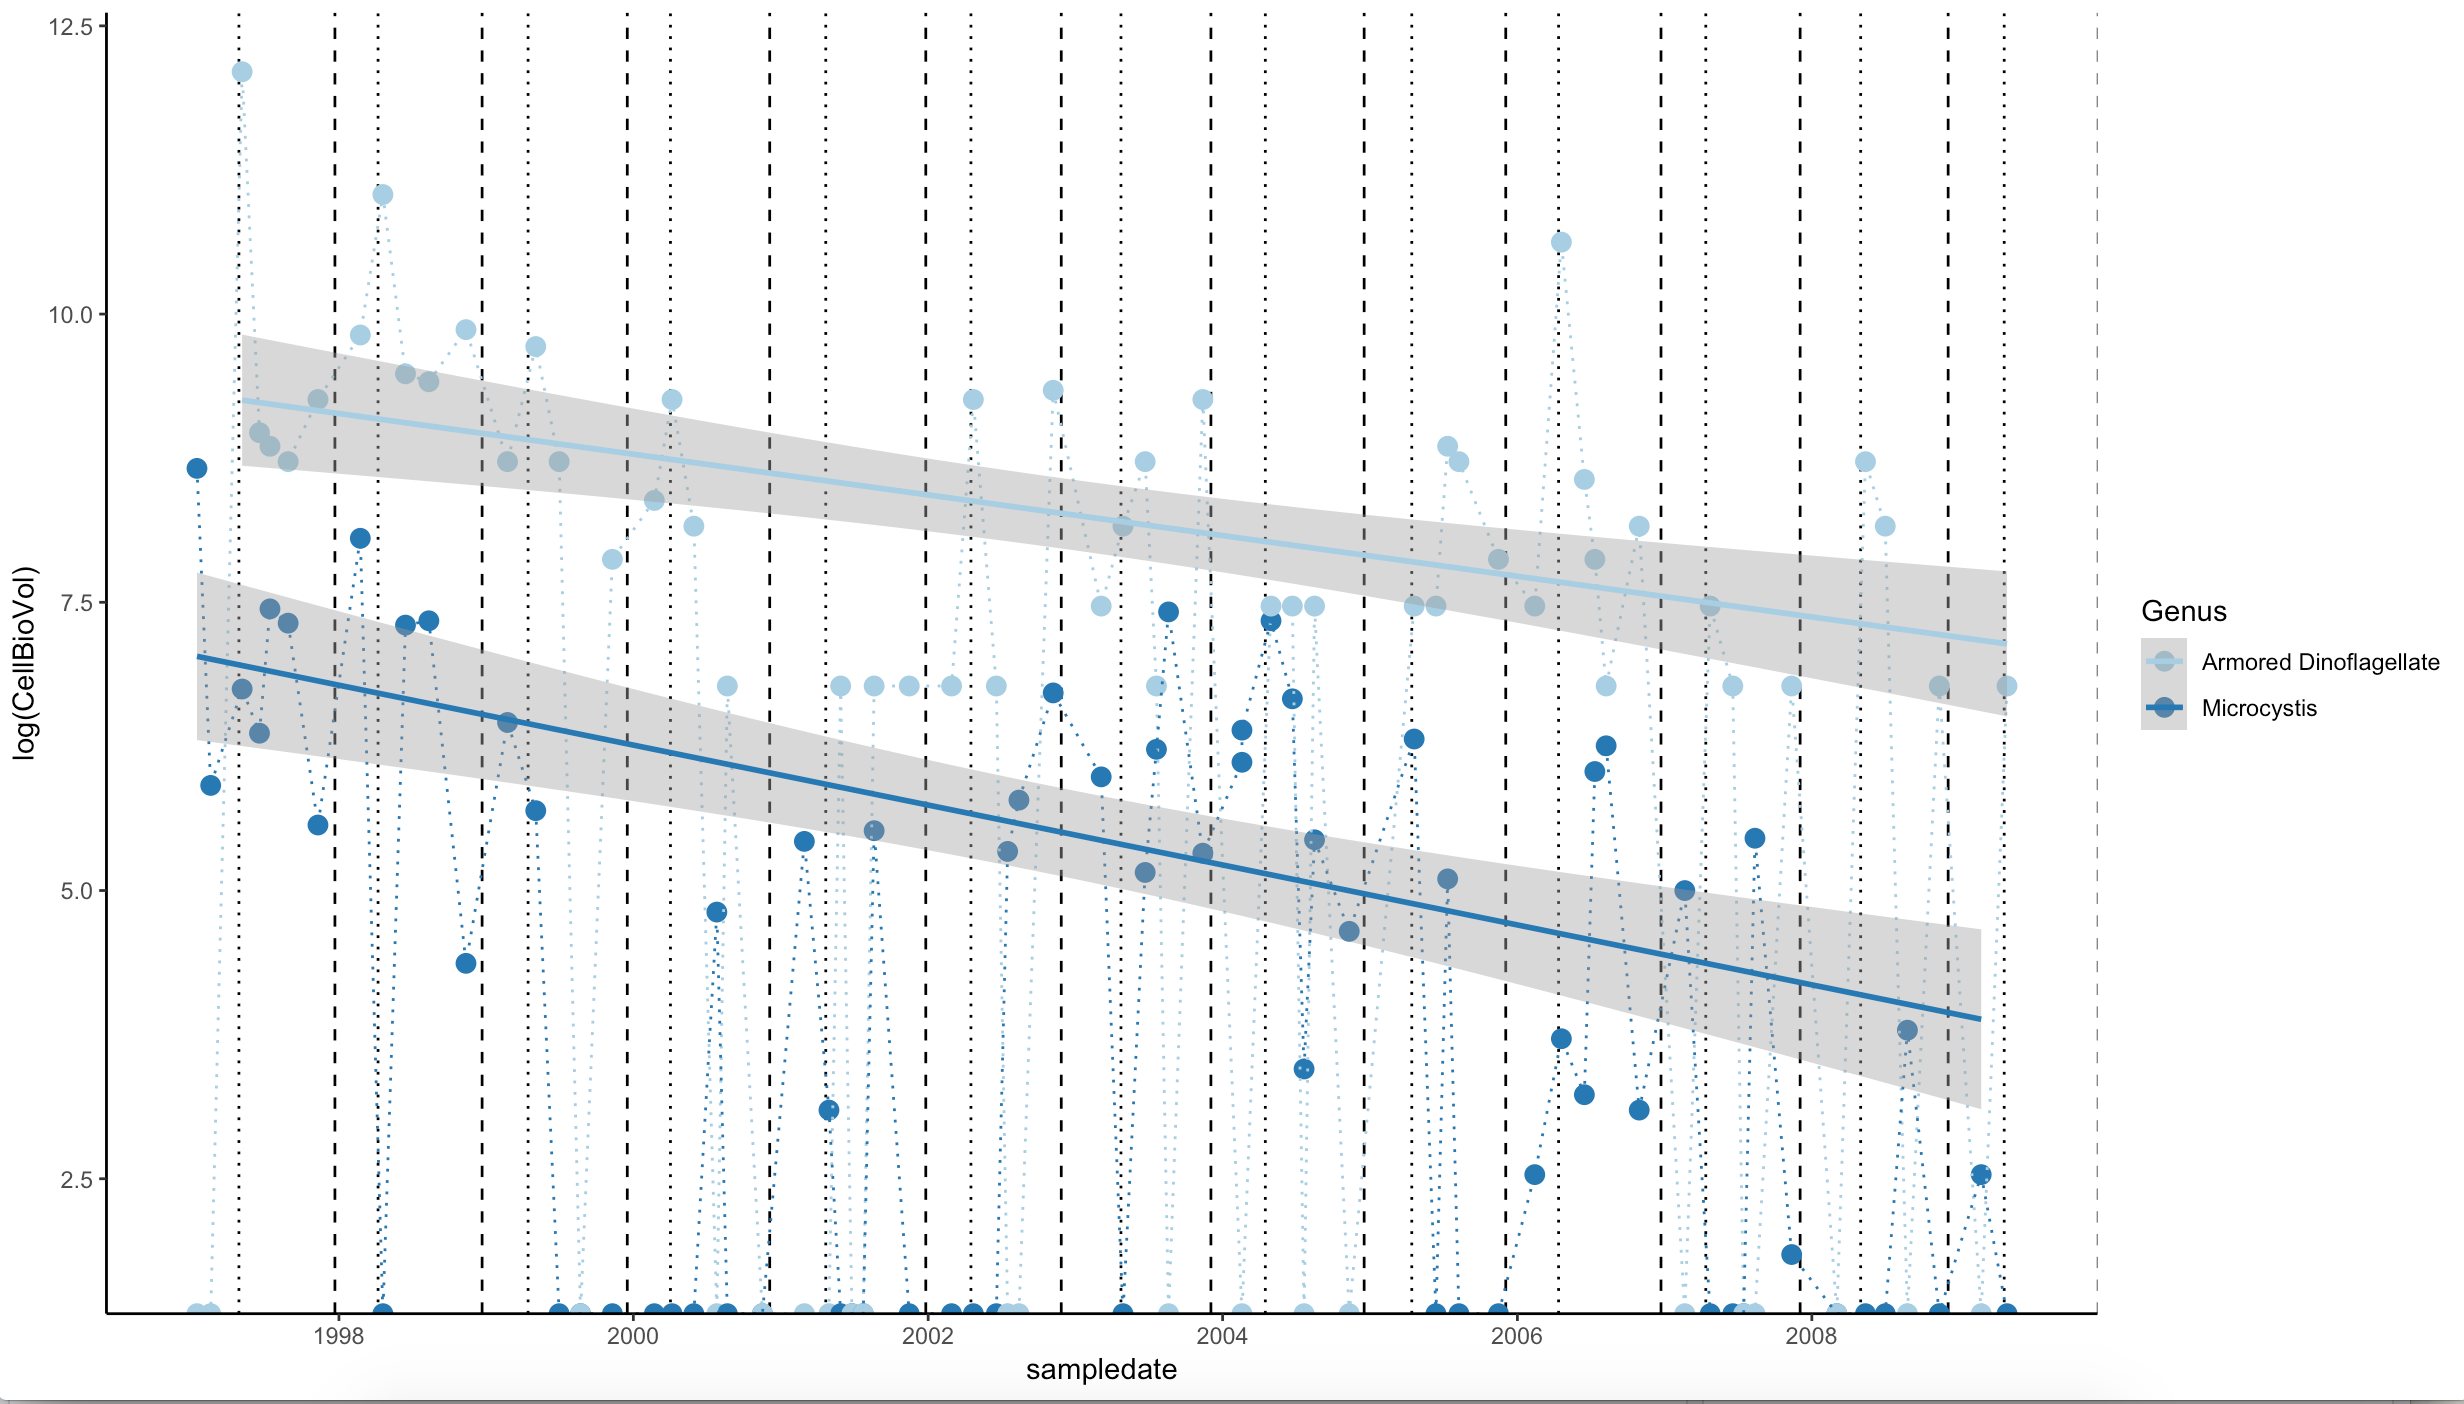 12.5
10.0
7.5
5.0
2.5
log(CellBioVol)
1998
2000
2002
2004
2006
2008
sampledate
Genus
Armored Dinoflagellate
Microcystis